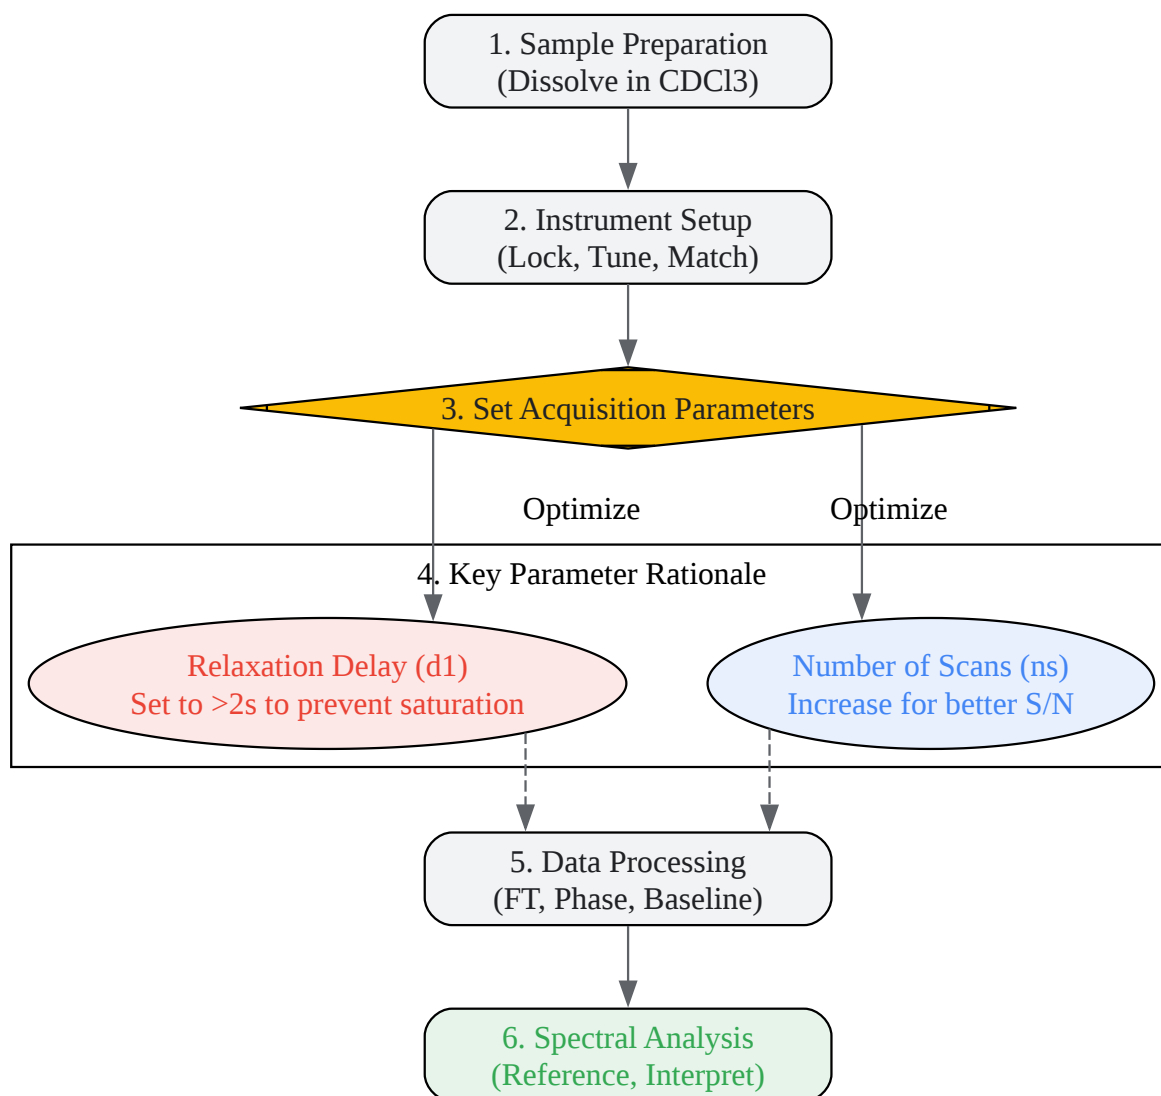 1. Sample Preparation
(Dissolve in CDCl3)
2. Instrument Setup
(Lock, Tune, Match)
3. Set Acquisition Parameters
Optimize
Optimize
4. Key Parameter Rationale
Relaxation Delay (d1)
Set to >2s to prevent saturation
Number of Scans (ns)
Increase for better S/N
5. Data Processing
(FT, Phase, Baseline)
6. Spectral Analysis
(Reference, Interpret)